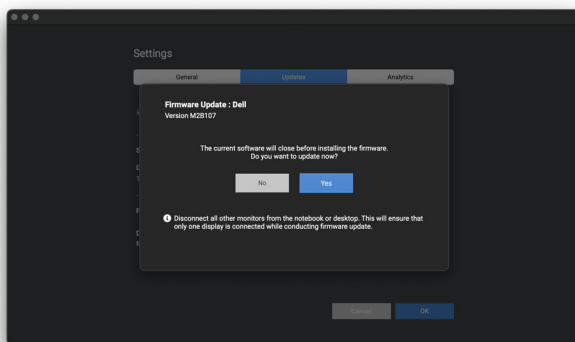 Settings
General
Updates
Analytics
Firmware Update : Dell
Version M2B107
The current software will close before installing the firmware.
Do you want to update now?
No
Yes
Disconnect all other monitors from the notebook or desktop. This will ensure that
only one display is connected while conducting firmware update.
Cancel
OK